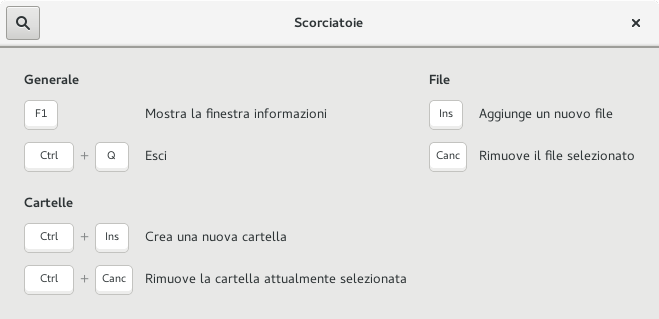 Scorciatoie
Generale
F1 Mostra la finestra informazioni
Ctrl + Q Esci
Cartelle
Ctrl + Ins Crea una nuova cartella
Ctrl + Canc Rimuove la cartella attualmente selezionata
File
Ins Aggiunge un nuovo file
Canc Rimuove il file selezionato